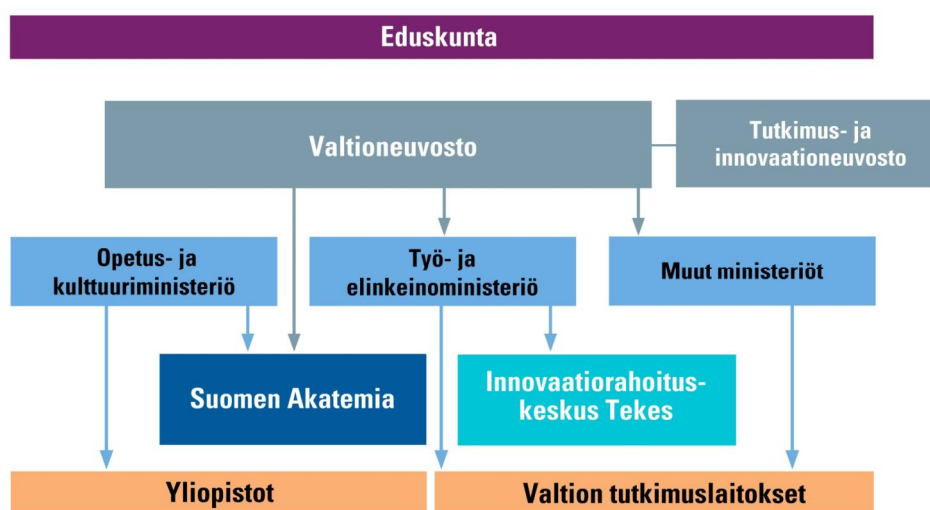 Eduskunta
Valtioneuvosto
Tutkimus- ja
innovaationeuvosto
Opetus- ja
kulttuuriministeriö
Työ- ja
elinkeinoministeriö
Muut ministeriöt
Suomen Akatemia
Innovaatiorahoitus-
keskus Tekes
Yliopistot
Valtion tutkimuslaitokset